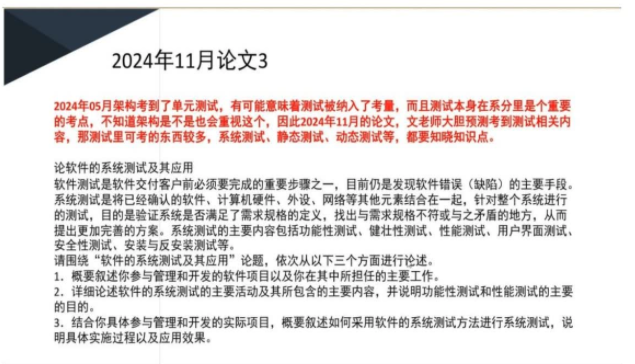 2024年11月论文3
2024年05月架构考到了单元测试，有可能意味着测试被纳入了考量，而且测试本身在系分里是个重要
的考点，不知道架构是不是也会重视这个，因此2024年11月的论文，文老师大胆预测考到测试相关内
容，那测试里可考的东西较多，系统测试、静态测试、动态测试等，都要知晓知识点。
论软件的系统测试及其应用
软件测试是软件交付客户前必须要完成的重要步骤之一，目前仍是发现软件错误（缺陷）的主要手段。
系统测试是将已经确认的软件、计算机硬件、外设、网络等其他元素结合在一起，针对整个系统进行
的测试，目的是验证系统是否满足了需求规格的定义，找出与需求规格不符或与之矛盾的地方，从而
提出更加完善的方案。系统测试的主要内容包括功能性测试、健壮性测试、性能测试、用户界面测试、
安全性测试、安装与反安装测试等。
请围绕“软件的系统测试及其应用”论题，依次从以下三个方面进行论述。
1．概要叙述你参与管理和开发的软件项目以及你在其中所担任的主要工作。
2．详细论述软件的系统测试的主要活动及其所包含的主要内容，并说明功能性测试和性能测试的主要
的目的。
3．结合你具体参与管理和开发的实际项目，概要叙述如何采用软件的系统测试方法进行系统测试，说
明具体实施过程以及应用效果。